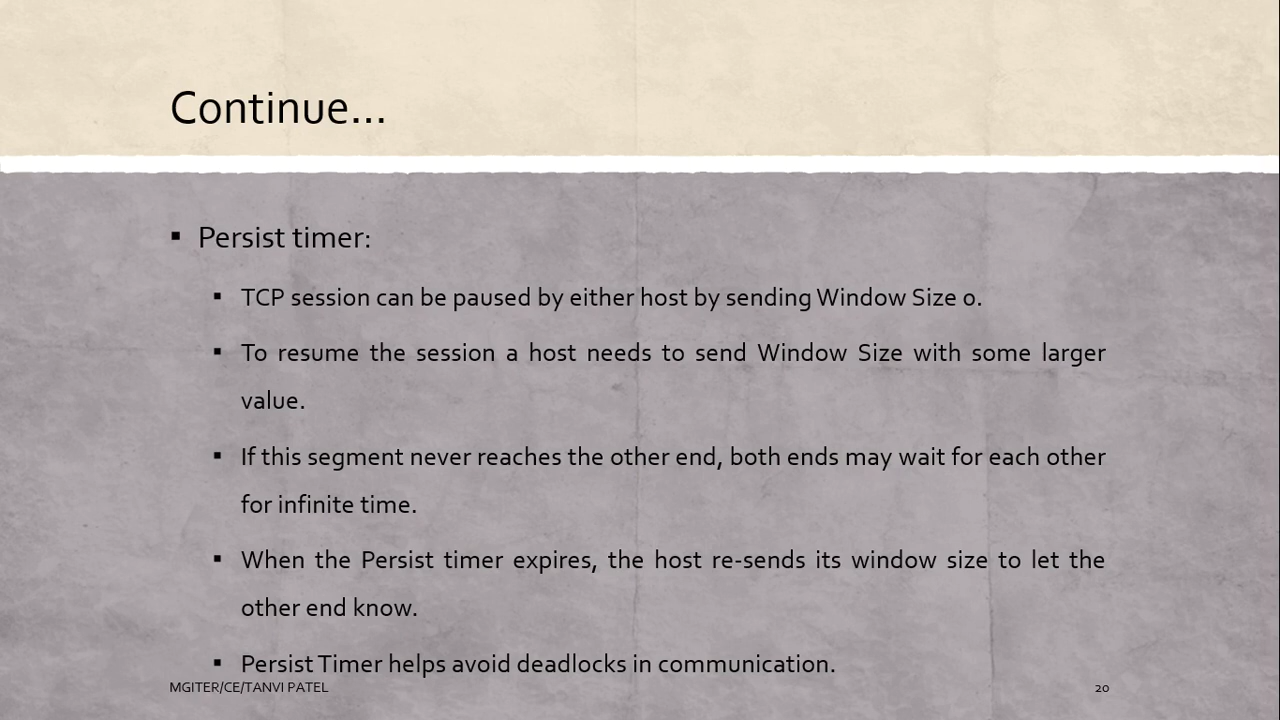 Continue...
▪ Persist timer:
▪ TCP session can be paused by either host by sending Window Size 0.
▪ To resume the session a host needs to send Window Size with some larger
value.
▪ If this segment never reaches the other end, both ends may wait for each other
for infinite time.
▪ When the Persist timer expires, the host re-sends its window size to let the
other end know.
▪ Persist Timer helps avoid deadlocks in communication.
MGITER/CE/TANVI PATEL
20